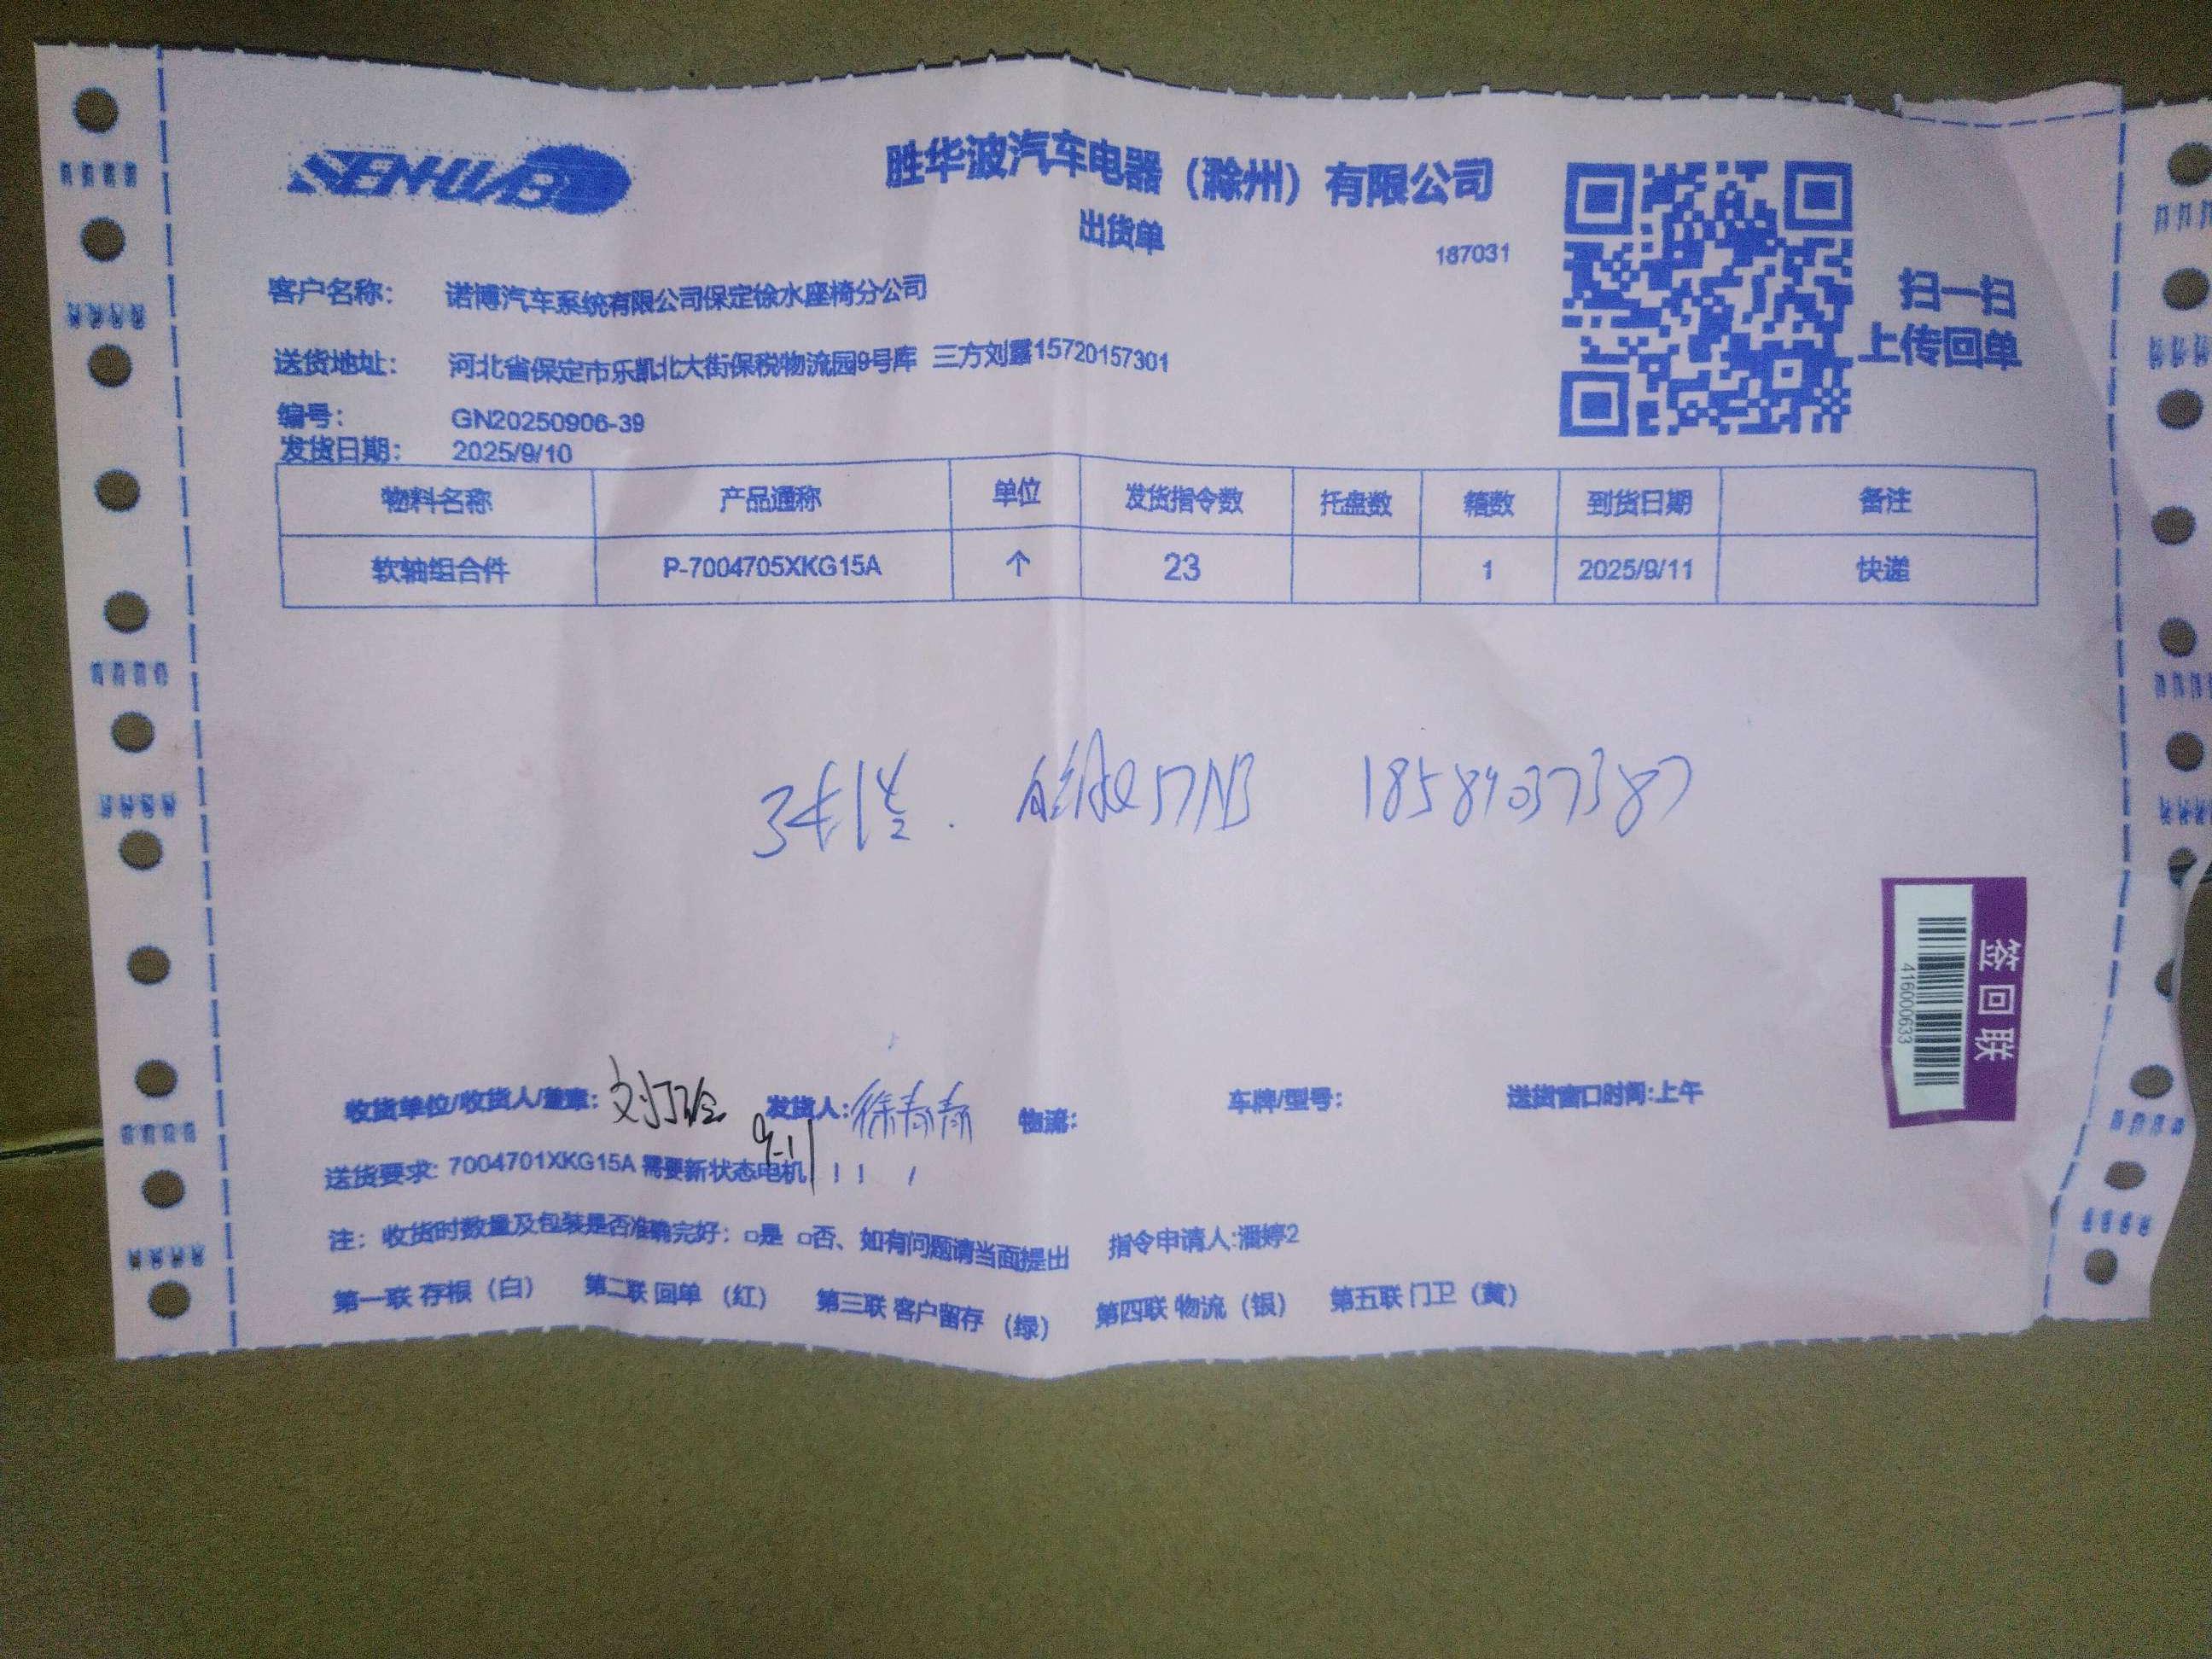 SENHUABO
胜华波汽车电器（滁州）有限公司
出货单
187031
扫一扫
上传回单
客户名称： 诺博汽车系统有限公司保定徐水座椅分公司
送货地址： 河北省保定市乐凯北大街保税物流园9号库 三方刘露15720157301
编号： GN20250906-39
发货日期： 2025/9/10
物料名称 产品通称 单位 发货指令数 托盘数 箱数 到货日期 备注
软轴组合件 P-7004705XKG15A 个 23 1 2025/9/11 快递
签回联
416000633
收货单位/收货人/盖章： 发货人： 徐青青 物流： 车牌/型号： 送货窗口时间:上午
9-11
送货要求: 7004701XKG15A 需要新状态电机！！！
注：收货时数量及包装是否准确完好：□是 □否、如有问题请当面提出 指令申请人:潘婷2
第一联 存根（白） 第二联 回单（红） 第三联 客户留存（绿） 第四联 物流（银） 第五联 门卫（黄）